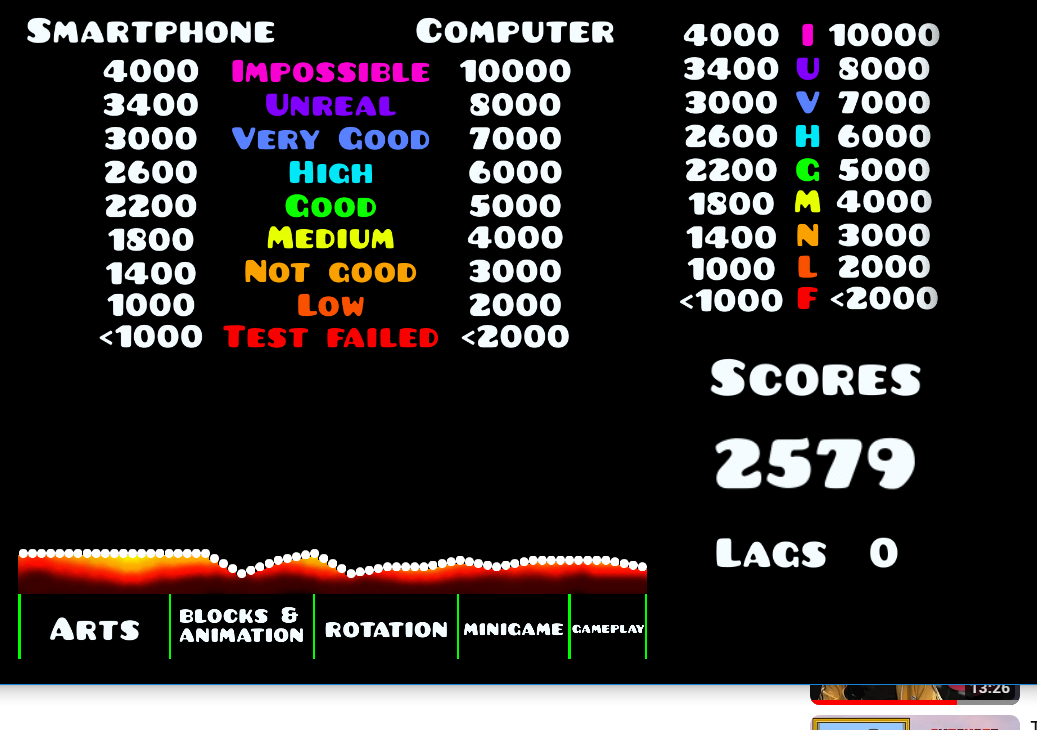 Smartphone Computer
4000 Impossible 10000
3400 Unreal 8000
3000 Very Good 7000
2600 High 6000
2200 Good 5000
1800 Medium 4000
1400 Not good 3000
1000 Low 2000
<1000 Test failed <2000
4000 I 10000
3400 U 8000
3000 V 7000
2600 H 6000
2200 G 5000
1800 M 4000
1400 N 3000
1000 L 2000
<1000 F <2000
Scores
2579
Lags 0
Arts
Blocks &
Animation
Rotation
Minigame
Gameplay
13:26